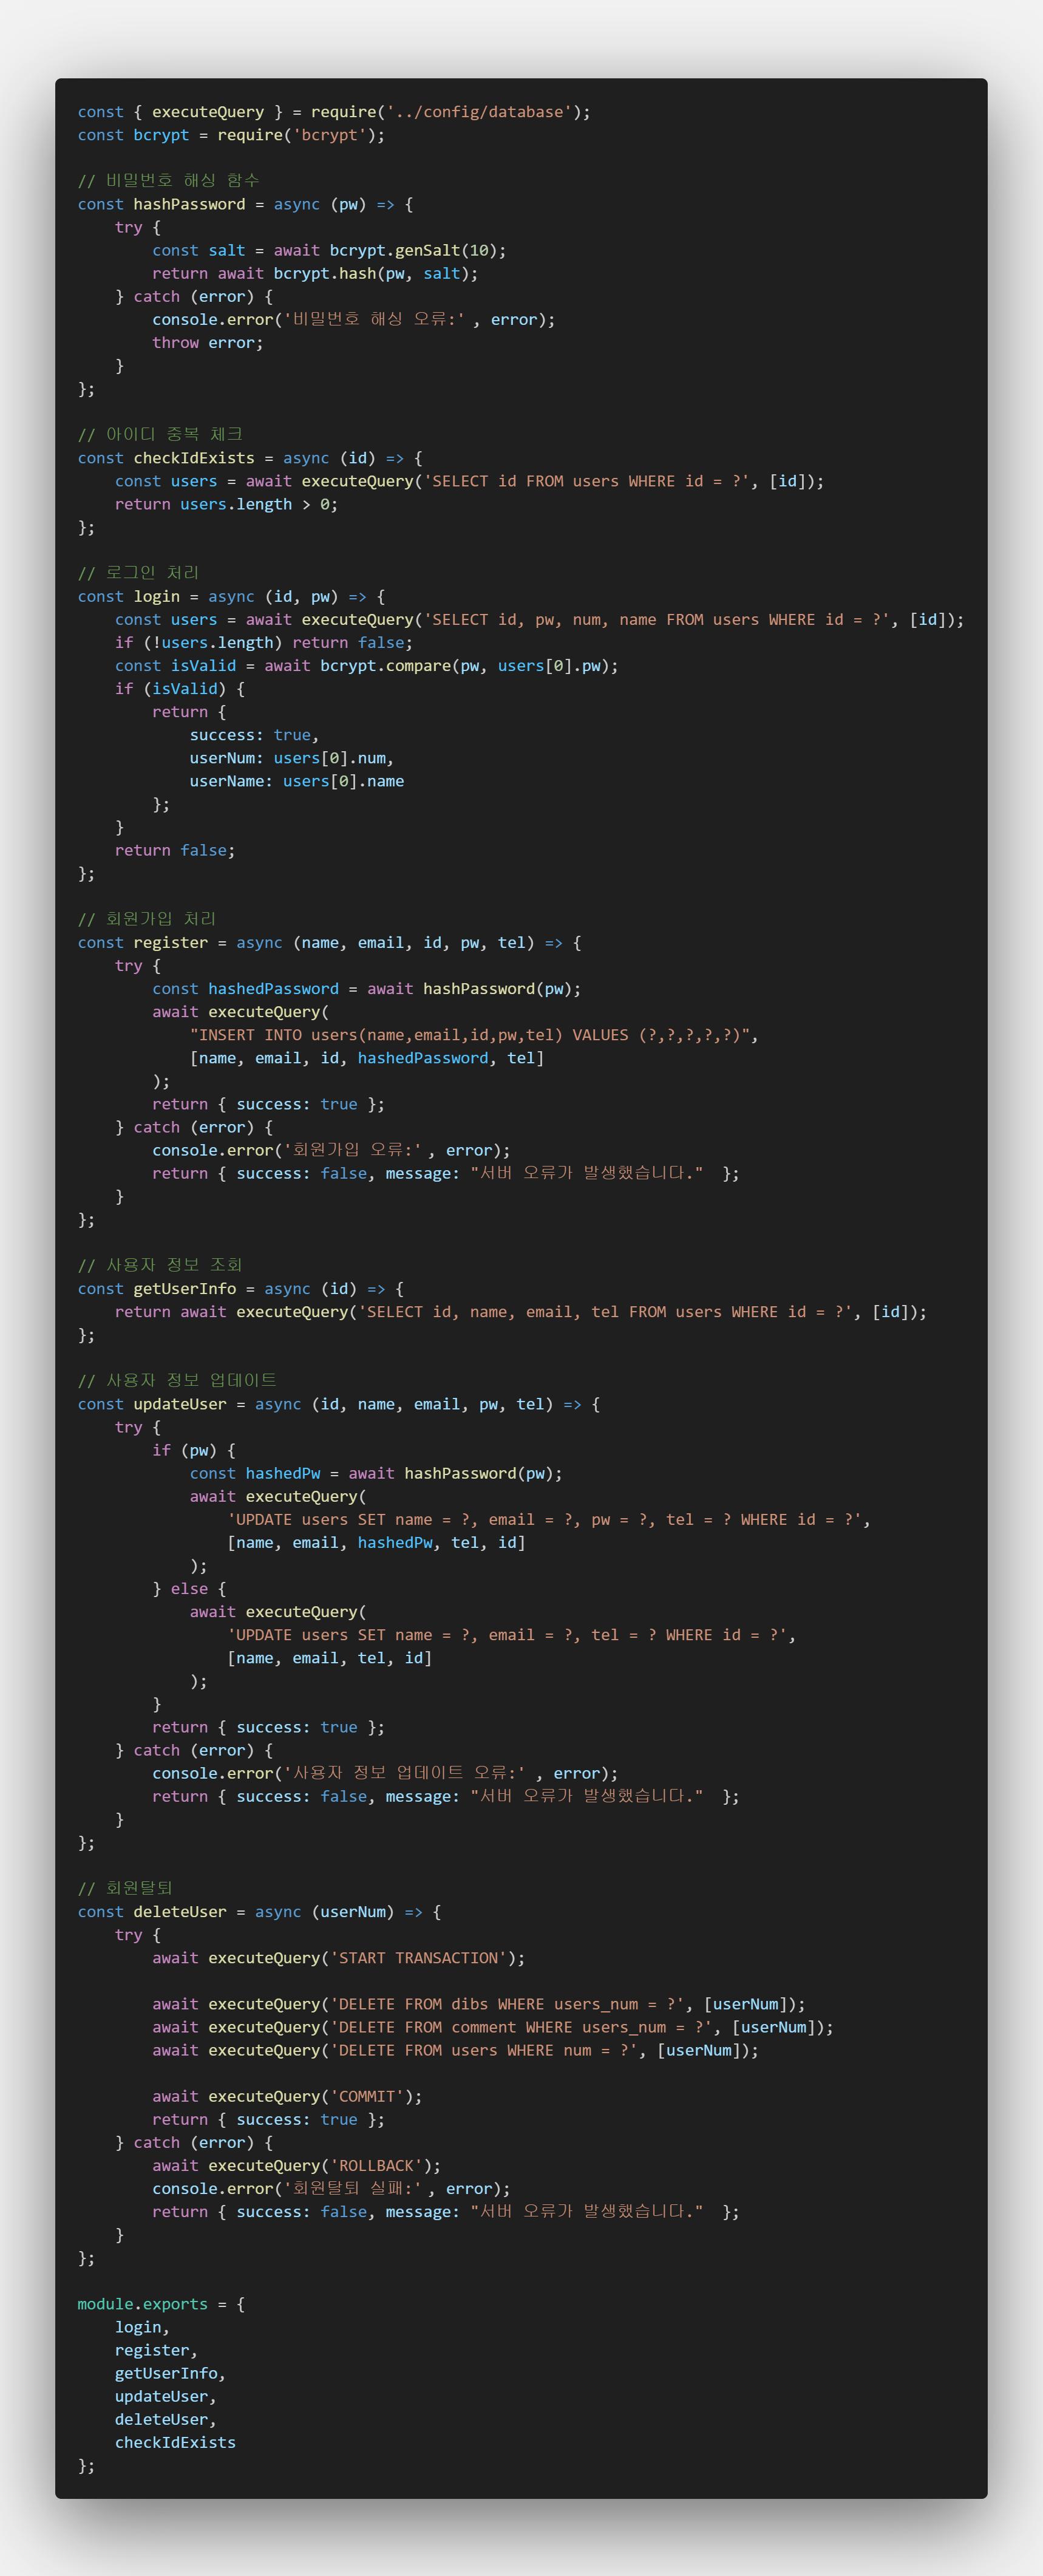 const { executeQuery } = require('../config/database');
const bcrypt = require('bcrypt');

// 비밀번호 해싱 함수
const hashPassword = async (pw) => {
    try {
        const salt = await bcrypt.genSalt(10);
        return await bcrypt.hash(pw, salt);
    } catch (error) {
        console.error('비밀번호 해싱 오류:' , error);
        throw error;
    }
};

// 아이디 중복 체크
const checkIdExists = async (id) => {
    const users = await executeQuery('SELECT id FROM users WHERE id = ?', [id]);
    return users.length > 0;
};

// 로그인 처리
const login = async (id, pw) => {
    const users = await executeQuery('SELECT id, pw, num, name FROM users WHERE id = ?', [id]);
    if (!users.length) return false;
    const isValid = await bcrypt.compare(pw, users[0].pw);
    if (isValid) {
        return {
            success: true,
            userNum: users[0].num,
            userName: users[0].name
        };
    }
    return false;
};

// 회원가입 처리
const register = async (name, email, id, pw, tel) => {
    try {
        const hashedPassword = await hashPassword(pw);
        await executeQuery(
            "INSERT INTO users(name,email,id,pw,tel) VALUES (?,?,?,?,?)",
            [name, email, id, hashedPassword, tel]
        );
        return { success: true };
    } catch (error) {
        console.error('회원가입 오류:' , error);
        return { success: false, message: "서버 오류가 발생했습니다."  };
    }
};

// 사용자 정보 조회
const getUserInfo = async (id) => {
    return await executeQuery('SELECT id, name, email, tel FROM users WHERE id = ?', [id]);
};

// 사용자 정보 업데이트
const updateUser = async (id, name, email, pw, tel) => {
    try {
        if (pw) {
            const hashedPw = await hashPassword(pw);
            await executeQuery(
                'UPDATE users SET name = ?, email = ?, pw = ?, tel = ? WHERE id = ?',
                [name, email, hashedPw, tel, id]
            );
        } else {
            await executeQuery(
                'UPDATE users SET name = ?, email = ?, tel = ? WHERE id = ?',
                [name, email, tel, id]
            );
        }
        return { success: true };
    } catch (error) {
        console.error('사용자 정보 업데이트 오류:' , error);
        return { success: false, message: "서버 오류가 발생했습니다."  };
    }
};

// 회원탈퇴
const deleteUser = async (userNum) => {
    try {
        await executeQuery('START TRANSACTION');

        await executeQuery('DELETE FROM dibs WHERE users_num = ?', [userNum]);
        await executeQuery('DELETE FROM comment WHERE users_num = ?', [userNum]);
        await executeQuery('DELETE FROM users WHERE num = ?', [userNum]);

        await executeQuery('COMMIT');
        return { success: true };
    } catch (error) {
        await executeQuery('ROLLBACK');
        console.error('회원탈퇴 실패:' , error);
        return { success: false, message: "서버 오류가 발생했습니다."  };
    }
};

module.exports = {
    login,
    register,
    getUserInfo,
    updateUser,
    deleteUser,
    checkIdExists
};